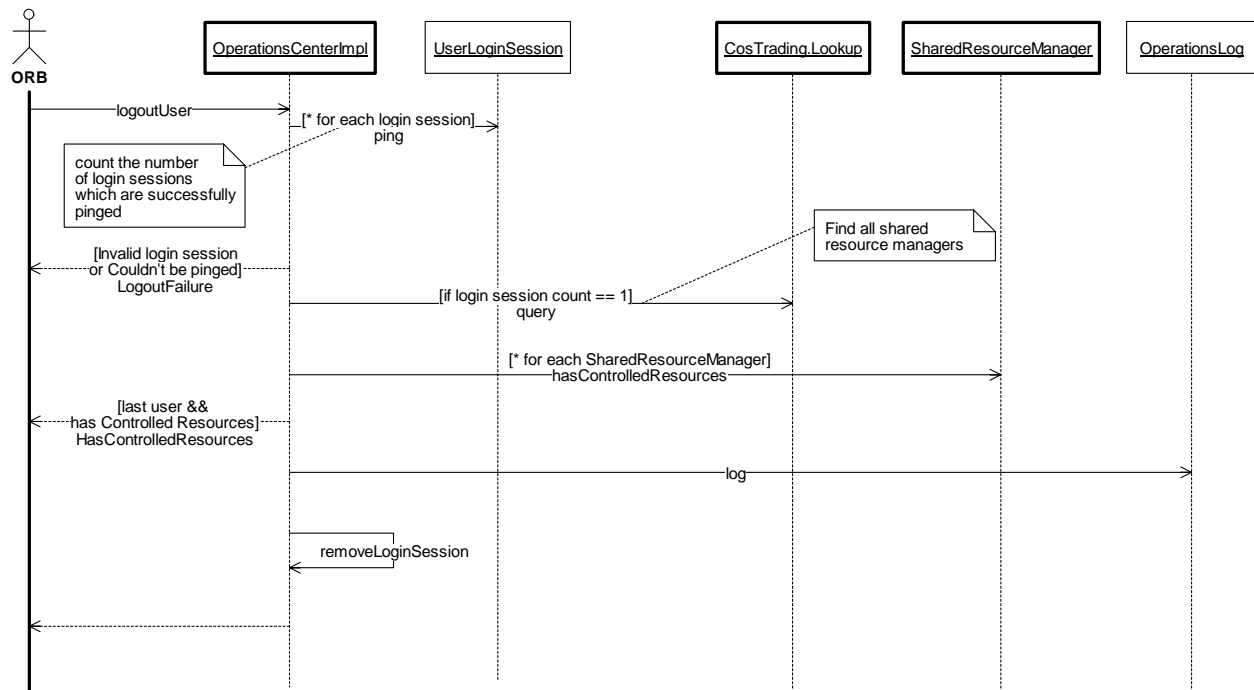 ORB
OperationsCenterImpl
UserLoginSession
CosTrading.Lookup
SharedResourceManager
OperationsLog
logoutUser
[* for each login session]
ping
count the number
of login sessions
which are successfully
pinged
Find all shared
resource managers
[Invalid login session
or Couldn't be pinged]
LogoutFailure
[if login session count == 1]
query
[* for each SharedResourceManager]
hasControlledResources
[last user &&
has Controlled Resources]
HasControlledResources
log
removeLoginSession